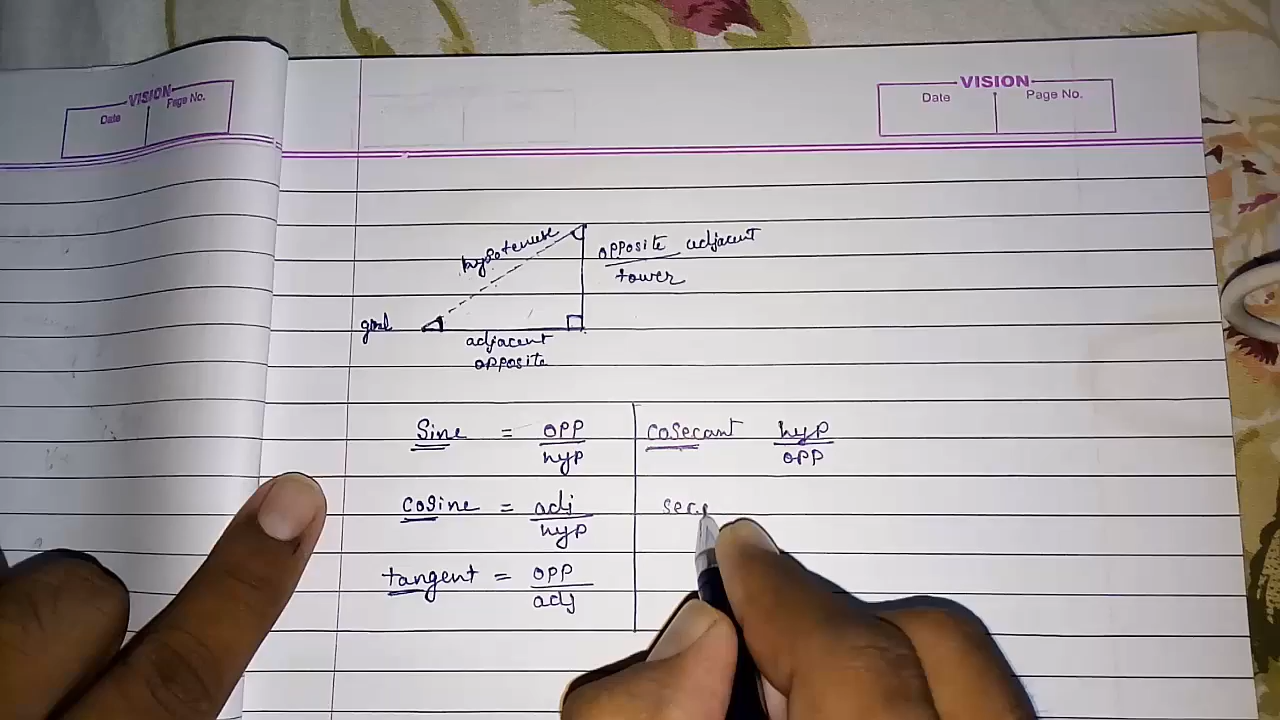 VISION
Date
Page No.
VISION
Date
Page No.
hypotenuse
opposite adjacent
tower
goal
adjacent
opposite
Sine = opp
hyp
cosecant hyp
opp
cosine = adj
hyp
sec
tangent = opp
adj